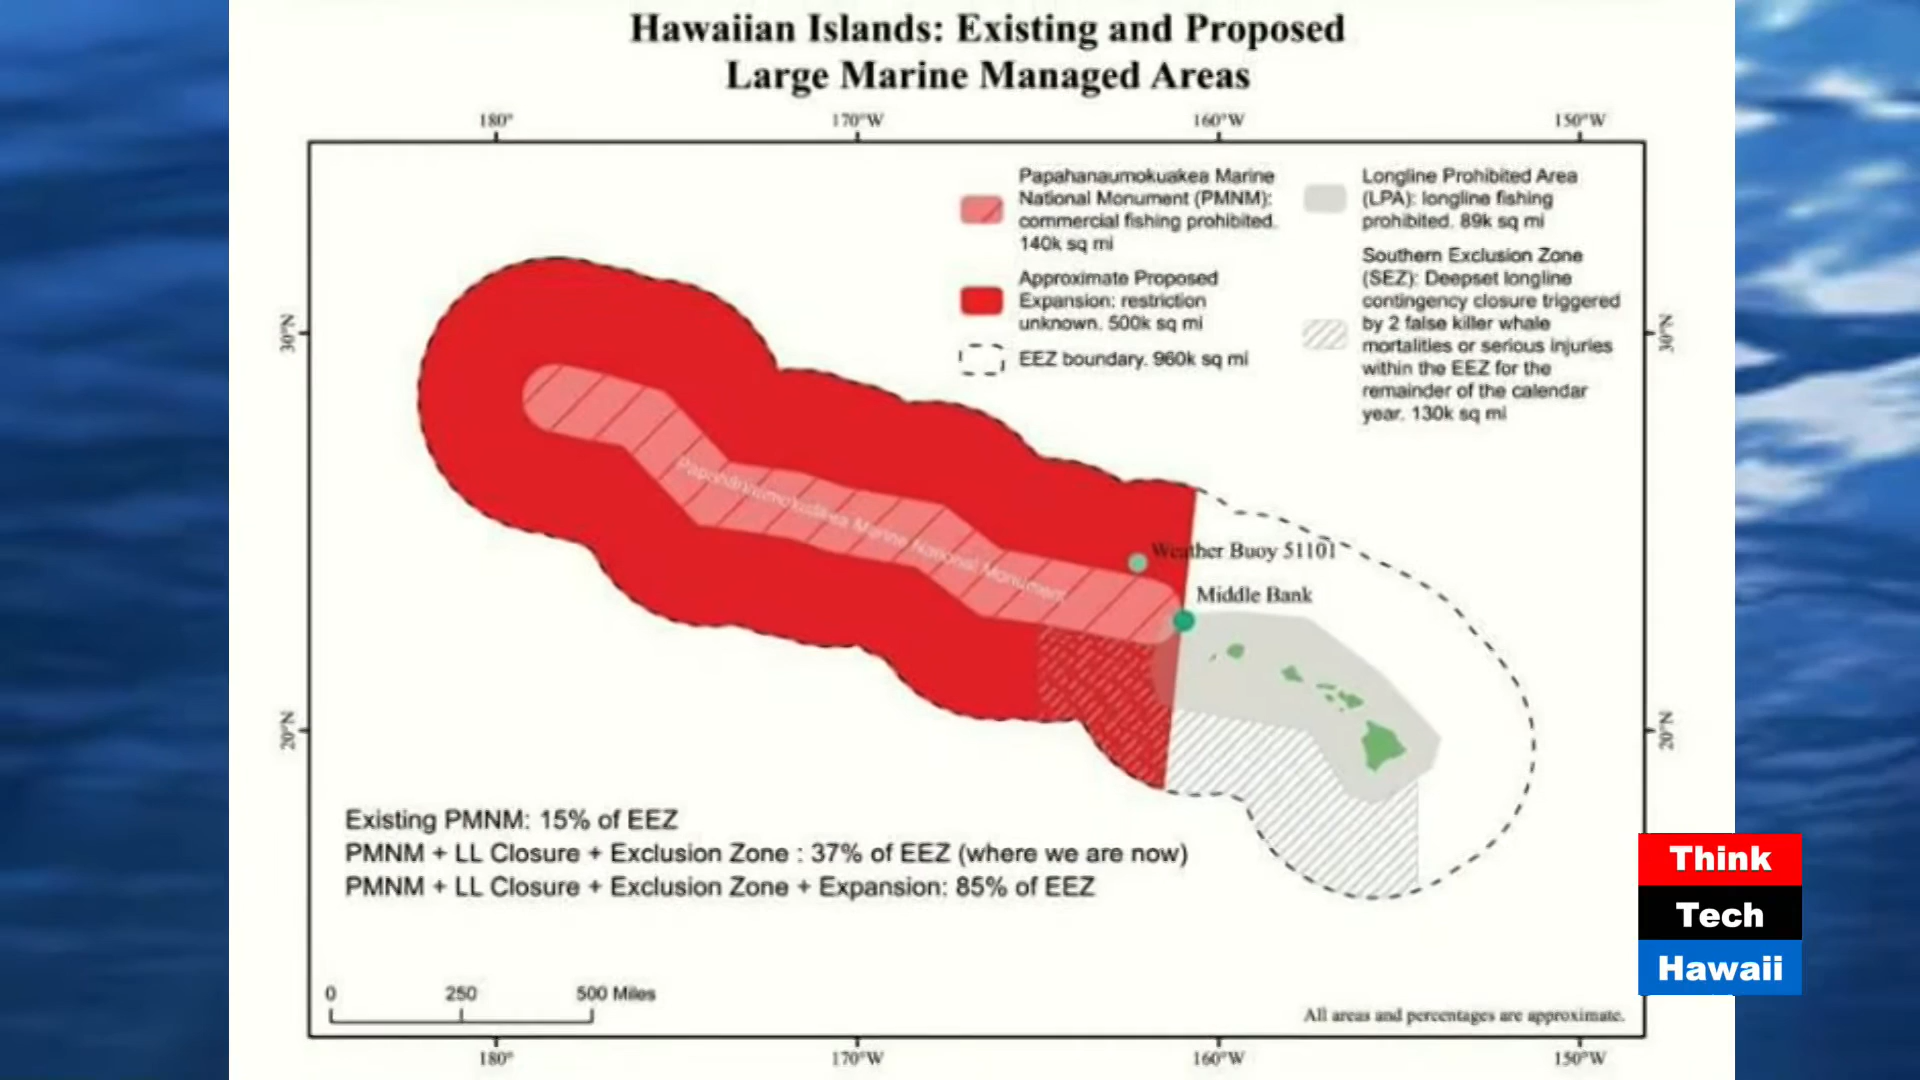 Hawaiian Islands: Existing and Proposed
Large Marine Managed Areas
180°
170°W
160°W
150°W
Papahanaumokuakea Marine
National Monument (PMNM):
commercial fishing prohibited.
140k sq mi
Approximate Proposed
Expansion: restriction
unknown. 500k sq mi
EEZ boundary. 960k sq mi
Longline Prohibited Area
(LPA): longline fishing
prohibited. 89k sq mi
Southern Exclusion Zone
(SEZ): Deepset longline
contingency closure triggered
by 2 false killer whale
mortalities or serious injuries
within the EEZ for the
remainder of the calendar
year. 130k sq mi
30°N
30°N
Papahanaumokuakea Marine National Monument
Weather Buoy 51101
Middle Bank
20°N
20°N
Existing PMNM: 15% of EEZ
PMNM + LL Closure + Exclusion Zone : 37% of EEZ (where we are now)
PMNM + LL Closure + Exclusion Zone + Expansion: 85% of EEZ
Think
Tech
Hawaii
0
250
500 Miles
All areas and percentages are approximate.
180°
170°W
160°W
150°W